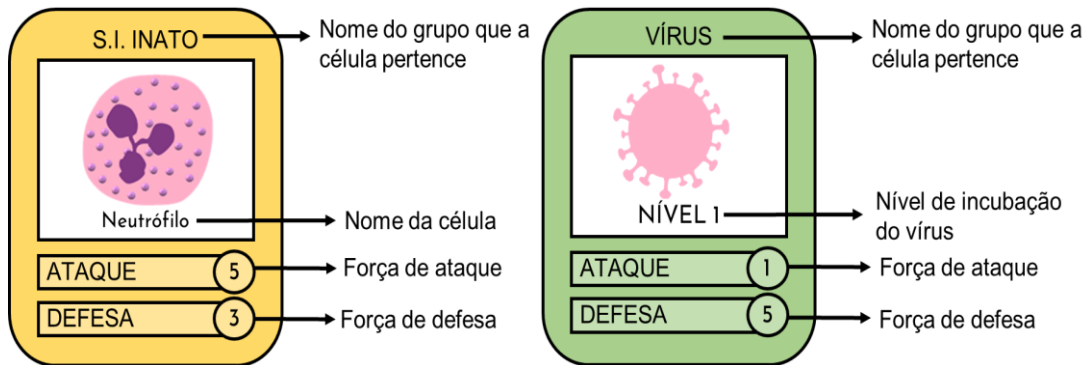 S.I. INATO
Nome do grupo que a
célula pertence
Neutrófilo
Nome da célula
ATAQUE 5
Força de ataque
DEFESA 3
Força de defesa
VÍRUS
Nome do grupo que a
célula pertence
NÍVEL 1
Nível de incubação
do vírus
ATAQUE 1
Força de ataque
DEFESA 5
Força de defesa